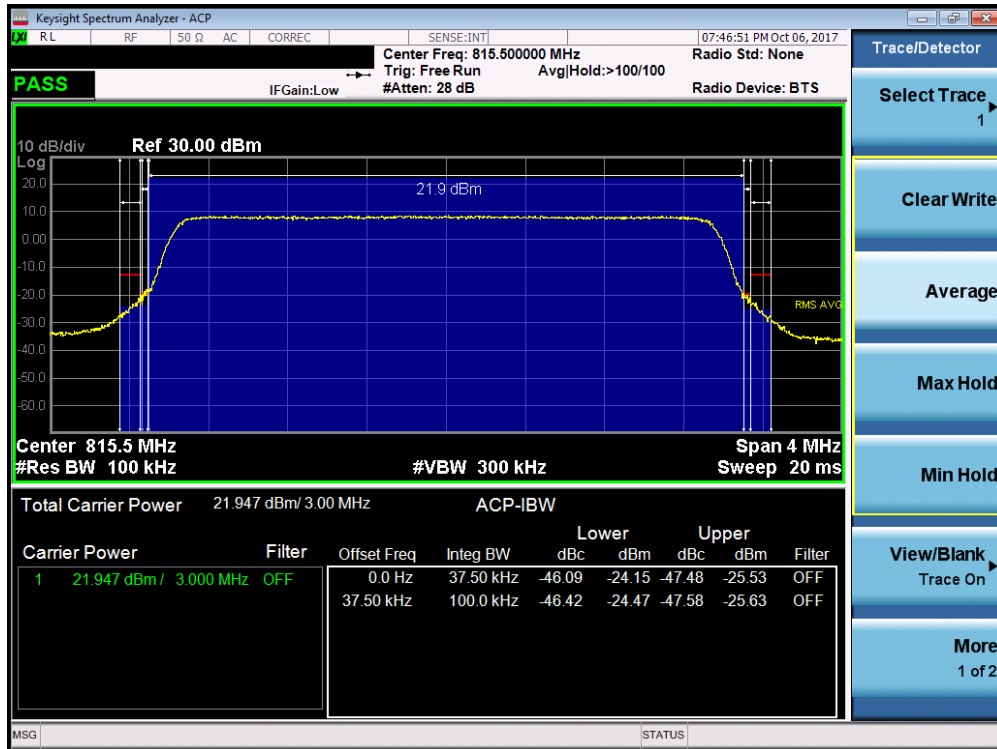 Keysight Spectrum Analyzer - ACP
LXI RL RF 50 Ω AC CORREC SENSE:INT 07:46:51 PM Oct 06, 2017
Center Freq: 815.500000 MHz Radio Std: None
Trig: Free Run Avg|Hold:>100/100
PASS IFGain:Low #Atten: 28 dB Radio Device: BTS
10 dB/div Ref 30.00 dBm
Log
20.0
21.9 dBm
10.0
0.00
-10.0
-20.0
RMS AVG
-30.0
-40.0
-50.0
-60.0
Center 815.5 MHz Span 4 MHz
#Res BW 100 kHz #VBW 300 kHz Sweep 20 ms
Total Carrier Power 21.947 dBm/ 3.00 MHz ACP-IBW
Lower Upper
Carrier Power Filter Offset Freq Integ BW dBc dBm dBc dBm Filter
1 21.947 dBm / 3.000 MHz OFF 0.0 Hz 37.50 kHz -46.09 -24.15 -47.48 -25.53 OFF
37.50 kHz 100.0 kHz -46.42 -24.47 -47.58 -25.63 OFF
MSG STATUS
Trace/Detector
Select Trace
1
Clear Write
Average
Max Hold
Min Hold
View/Blank
Trace On
More
1 of 2